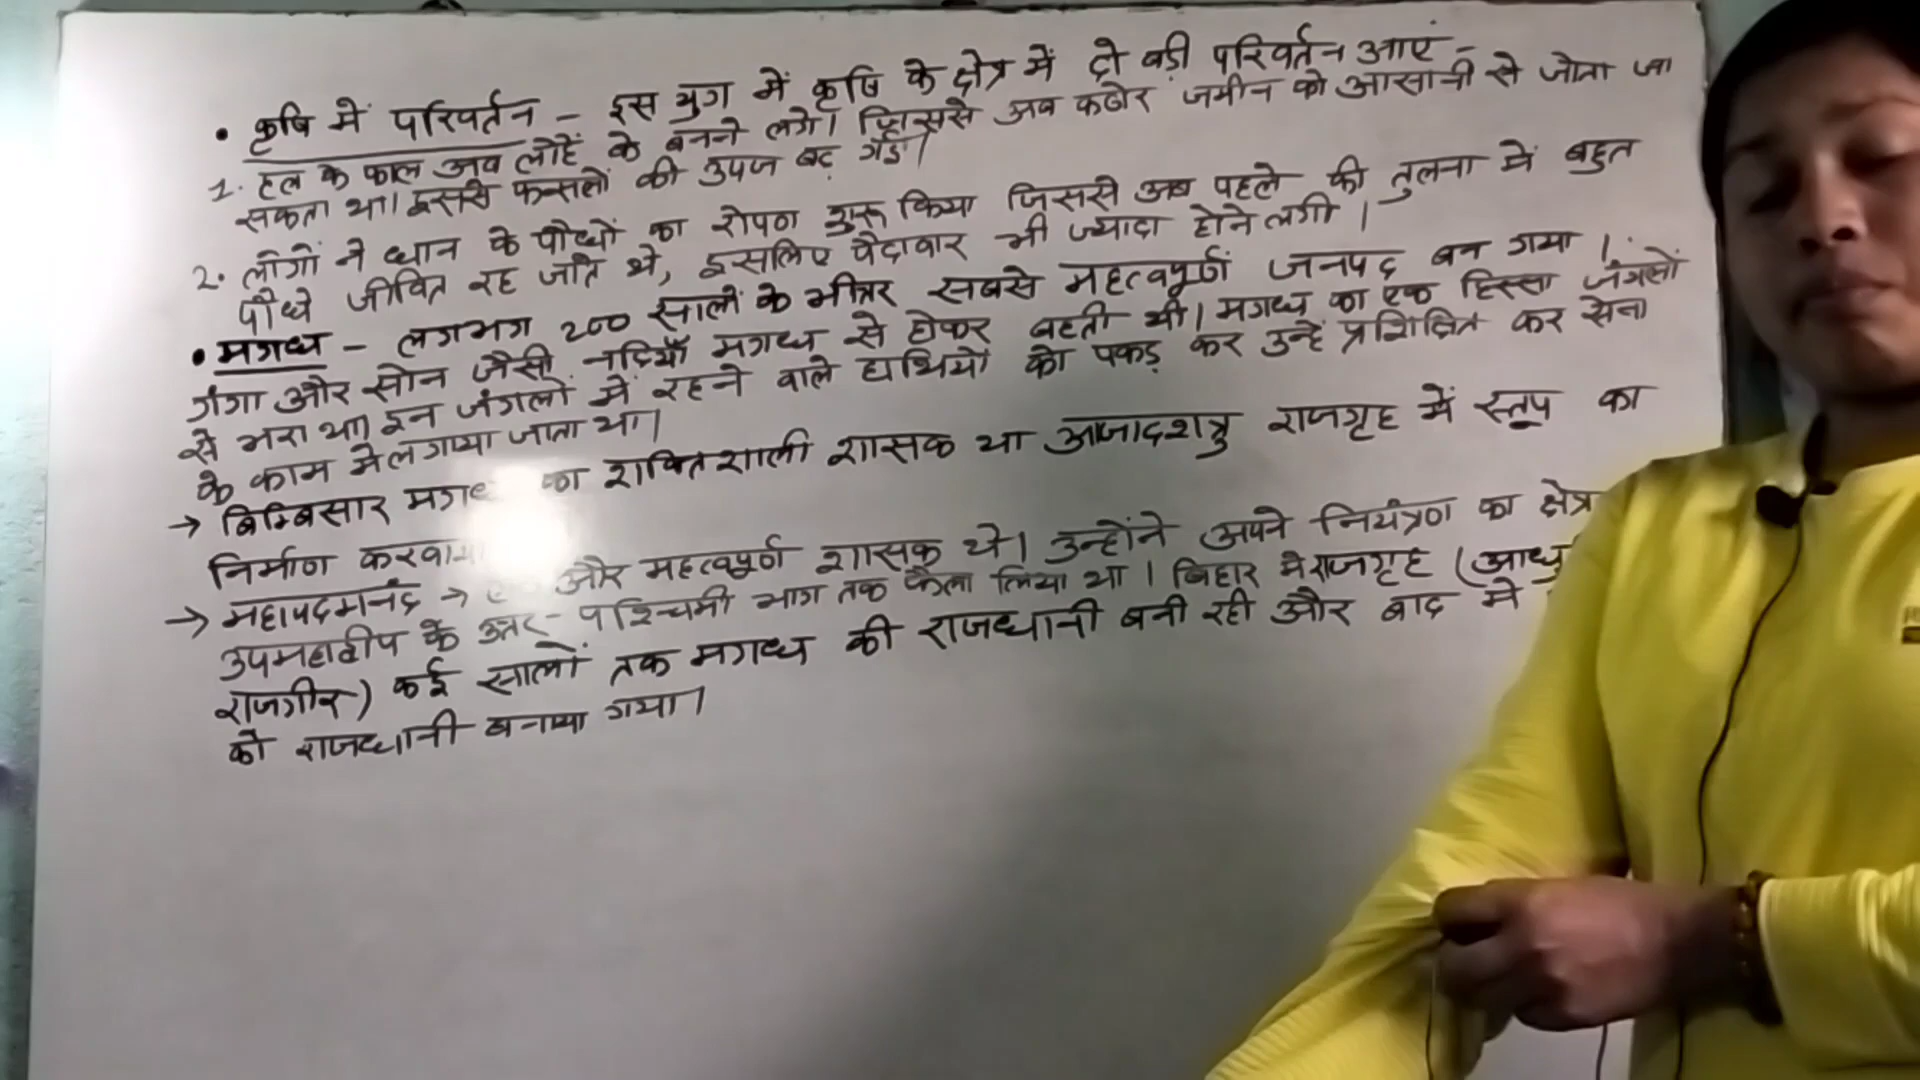 • कृषि में परिवर्तन – इस युग में कृषि के क्षेत्र में दो बड़ी परिवर्तन आएं –
1. हल के फाल अब लोहे के बनने लगे। जिससे अब कठोर जमीन को आसानी से जोता जा
सकता था। इससे फसलों की उपज बढ़ गई।
2. लोगों ने धान के पौधों का रोपण शुरू किया जिससे अब पहले की तुलना में बहुत
पौधे जीवित रह जाते थे, इसलिए पैदावार भी ज्यादा होने लगी।
• मगध – लगभग 200 सालों के भीतर सबसे महत्वपूर्ण जनपद बन गया।
गंगा और सोन जैसी नदियाँ मगध से होकर बहती थी। मगध का एक हिस्सा जंगलों
से भरा था। इन जंगलों में रहने वाले हाथियों को पकड़ कर उन्हें प्रशिक्षित कर सेना
के काम मे लगाया जाता था।
→ बिम्बिसार मगध का शक्तिशाली शासक था आजादशत्रु राजगृह में स्तूप का
निर्माण करवाया
→ महापदमनंद → और महत्वपूर्ण शासक थे। उन्होंने अपने नियंत्रण का क्षेत्र
उपमहाद्वीप के उत्तर-पश्चिमी भाग तक फैला लिया था। बिहार मे राजगृह (आधु
राजगीर) कई सालों तक मगध की राजधानी बनी रही और बाद मे
को राजधानी बनाया गया।